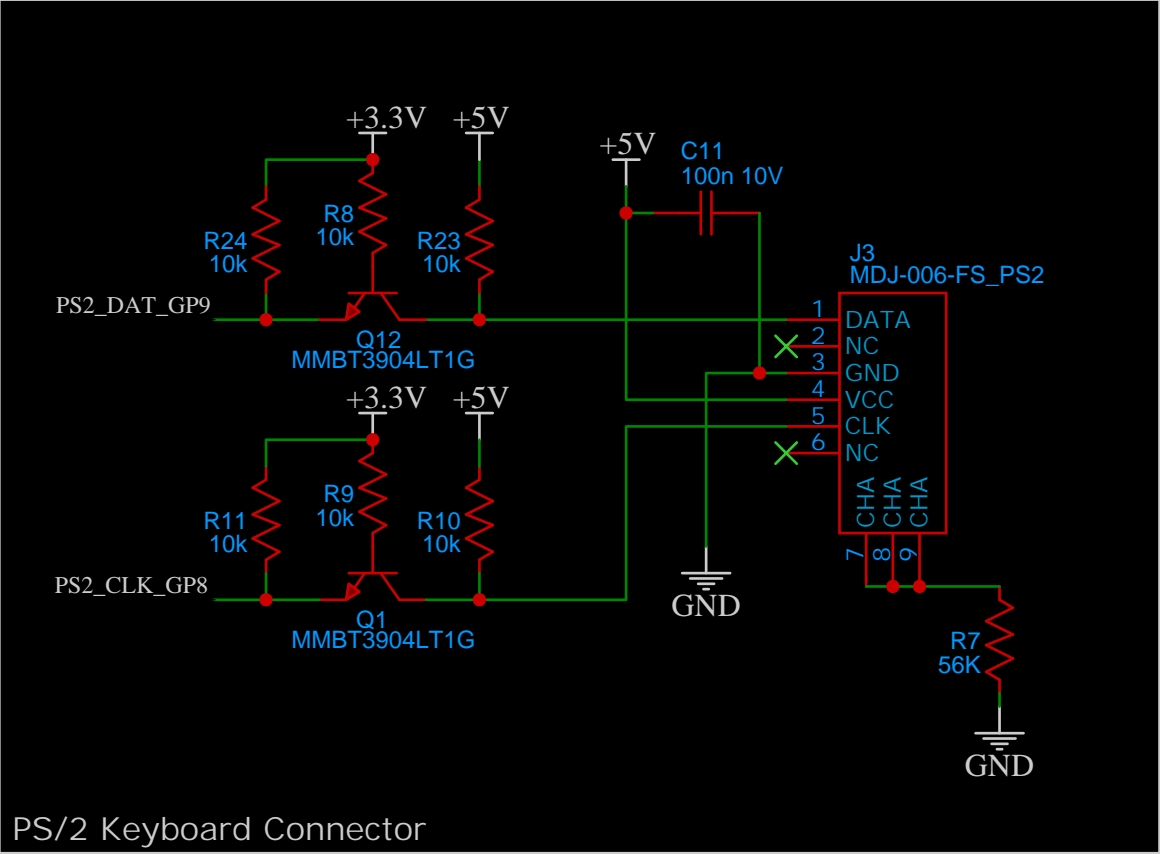 +3.3V
+5V
+5V
C11
100n 10V
R24
10k
R8
10k
R23
10k
J3
MDJ-006-FS_PS2
PS2_DAT_GP9
Q12
MMBT3904LT1G
1
DATA
2
NC
3
GND
4
VCC
5
CLK
6
NC
CHA
CHA
CHA
7
8
9
+3.3V
+5V
R11
10k
R9
10k
R10
10k
PS2_CLK_GP8
Q1
MMBT3904LT1G
GND
R7
56K
GND
PS/2 Keyboard Connector